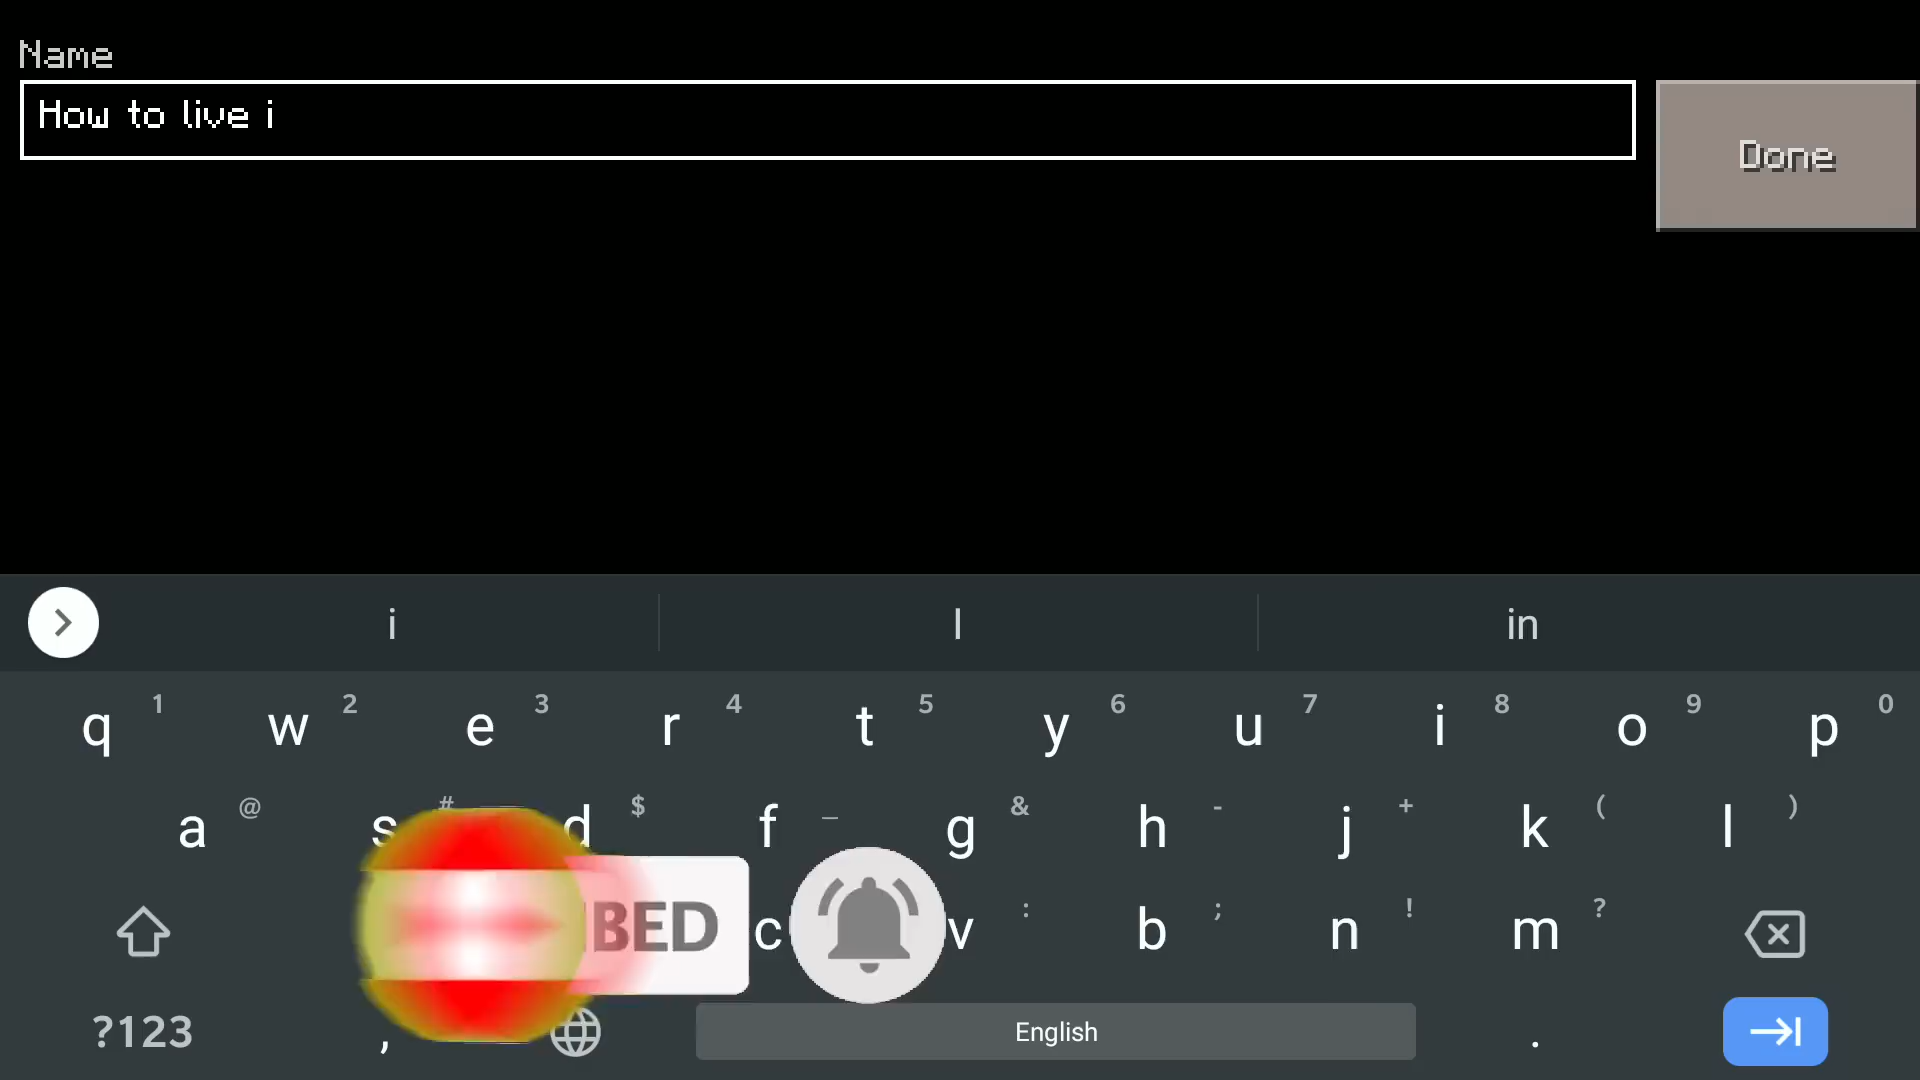 Name
How to live i
Done
i I in
q 1 w 2 e 3 r 4 t 5 y 6 u 7 i 8 o 9 p 0
a @ s # d $ f _ g & h - j + k ( l )
BED c v : b ; n ! m ?
?123 , English .